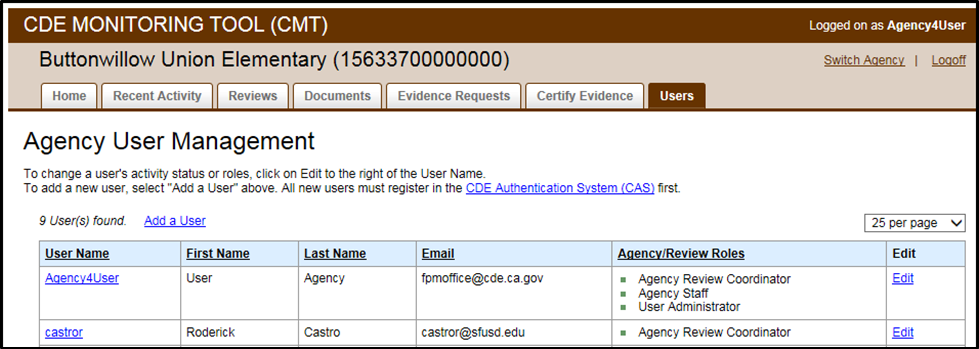 CDE MONITORING TOOL (CMT)
Logged on as Agency4User
Buttonwillow Union Elementary (15633700000000)
Switch Agency | Logoff
Home Recent Activity Reviews Documents Evidence Requests Certify Evidence Users
Agency User Management
To change a user's activity status or roles, click on Edit to the right of the User Name.
To add a new user, select "Add a User" above. All new users must register in the CDE Authentication System (CAS) first.
9 User(s) found. Add a User
25 per page
User Name First Name Last Name Email Agency/Review Roles Edit
Agency4User User Agency fpmoffice@cde.ca.gov Agency Review Coordinator Edit
Agency Staff
User Administrator
castror Roderick Castro castror@sfusd.edu Agency Review Coordinator Edit